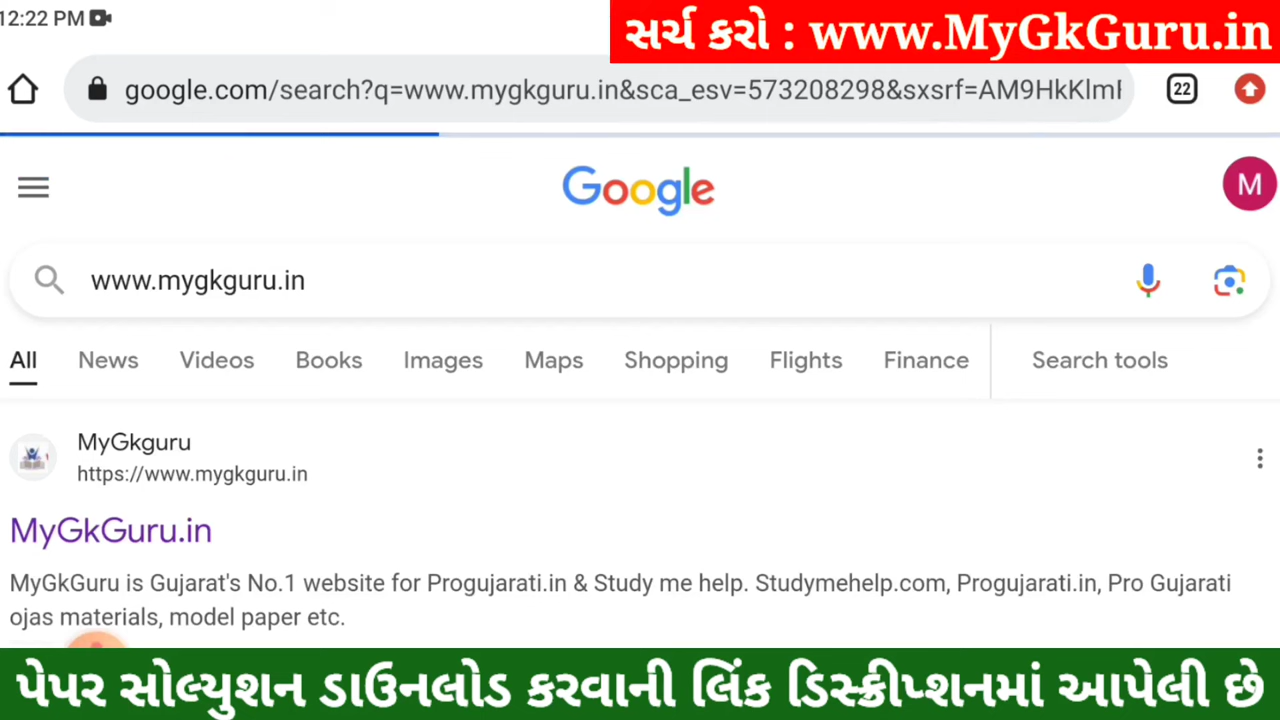 12:22 PM
સર્ચ કરો : www.MyGkGuru.in
google.com/search?q=www.mygkguru.in&sca_esv=573208298&sxsrf=AM9HkKlm
22
Google
M
www.mygkguru.in
All News Videos Books Images Maps Shopping Flights Finance Search tools
MyGkguru
https://www.mygkguru.in
MyGkGuru.in
MyGkGuru is Gujarat's No.1 website for Progujarati.in & Study me help. Studymehelp.com, Progujarati.in, Pro Gujarati
ojas materials, model paper etc.
પેપર સોલ્યુશન ડાઉનલોડ કરવાની લિંક ડિસ્ક્રીપ્શનમાં આપેલી છે